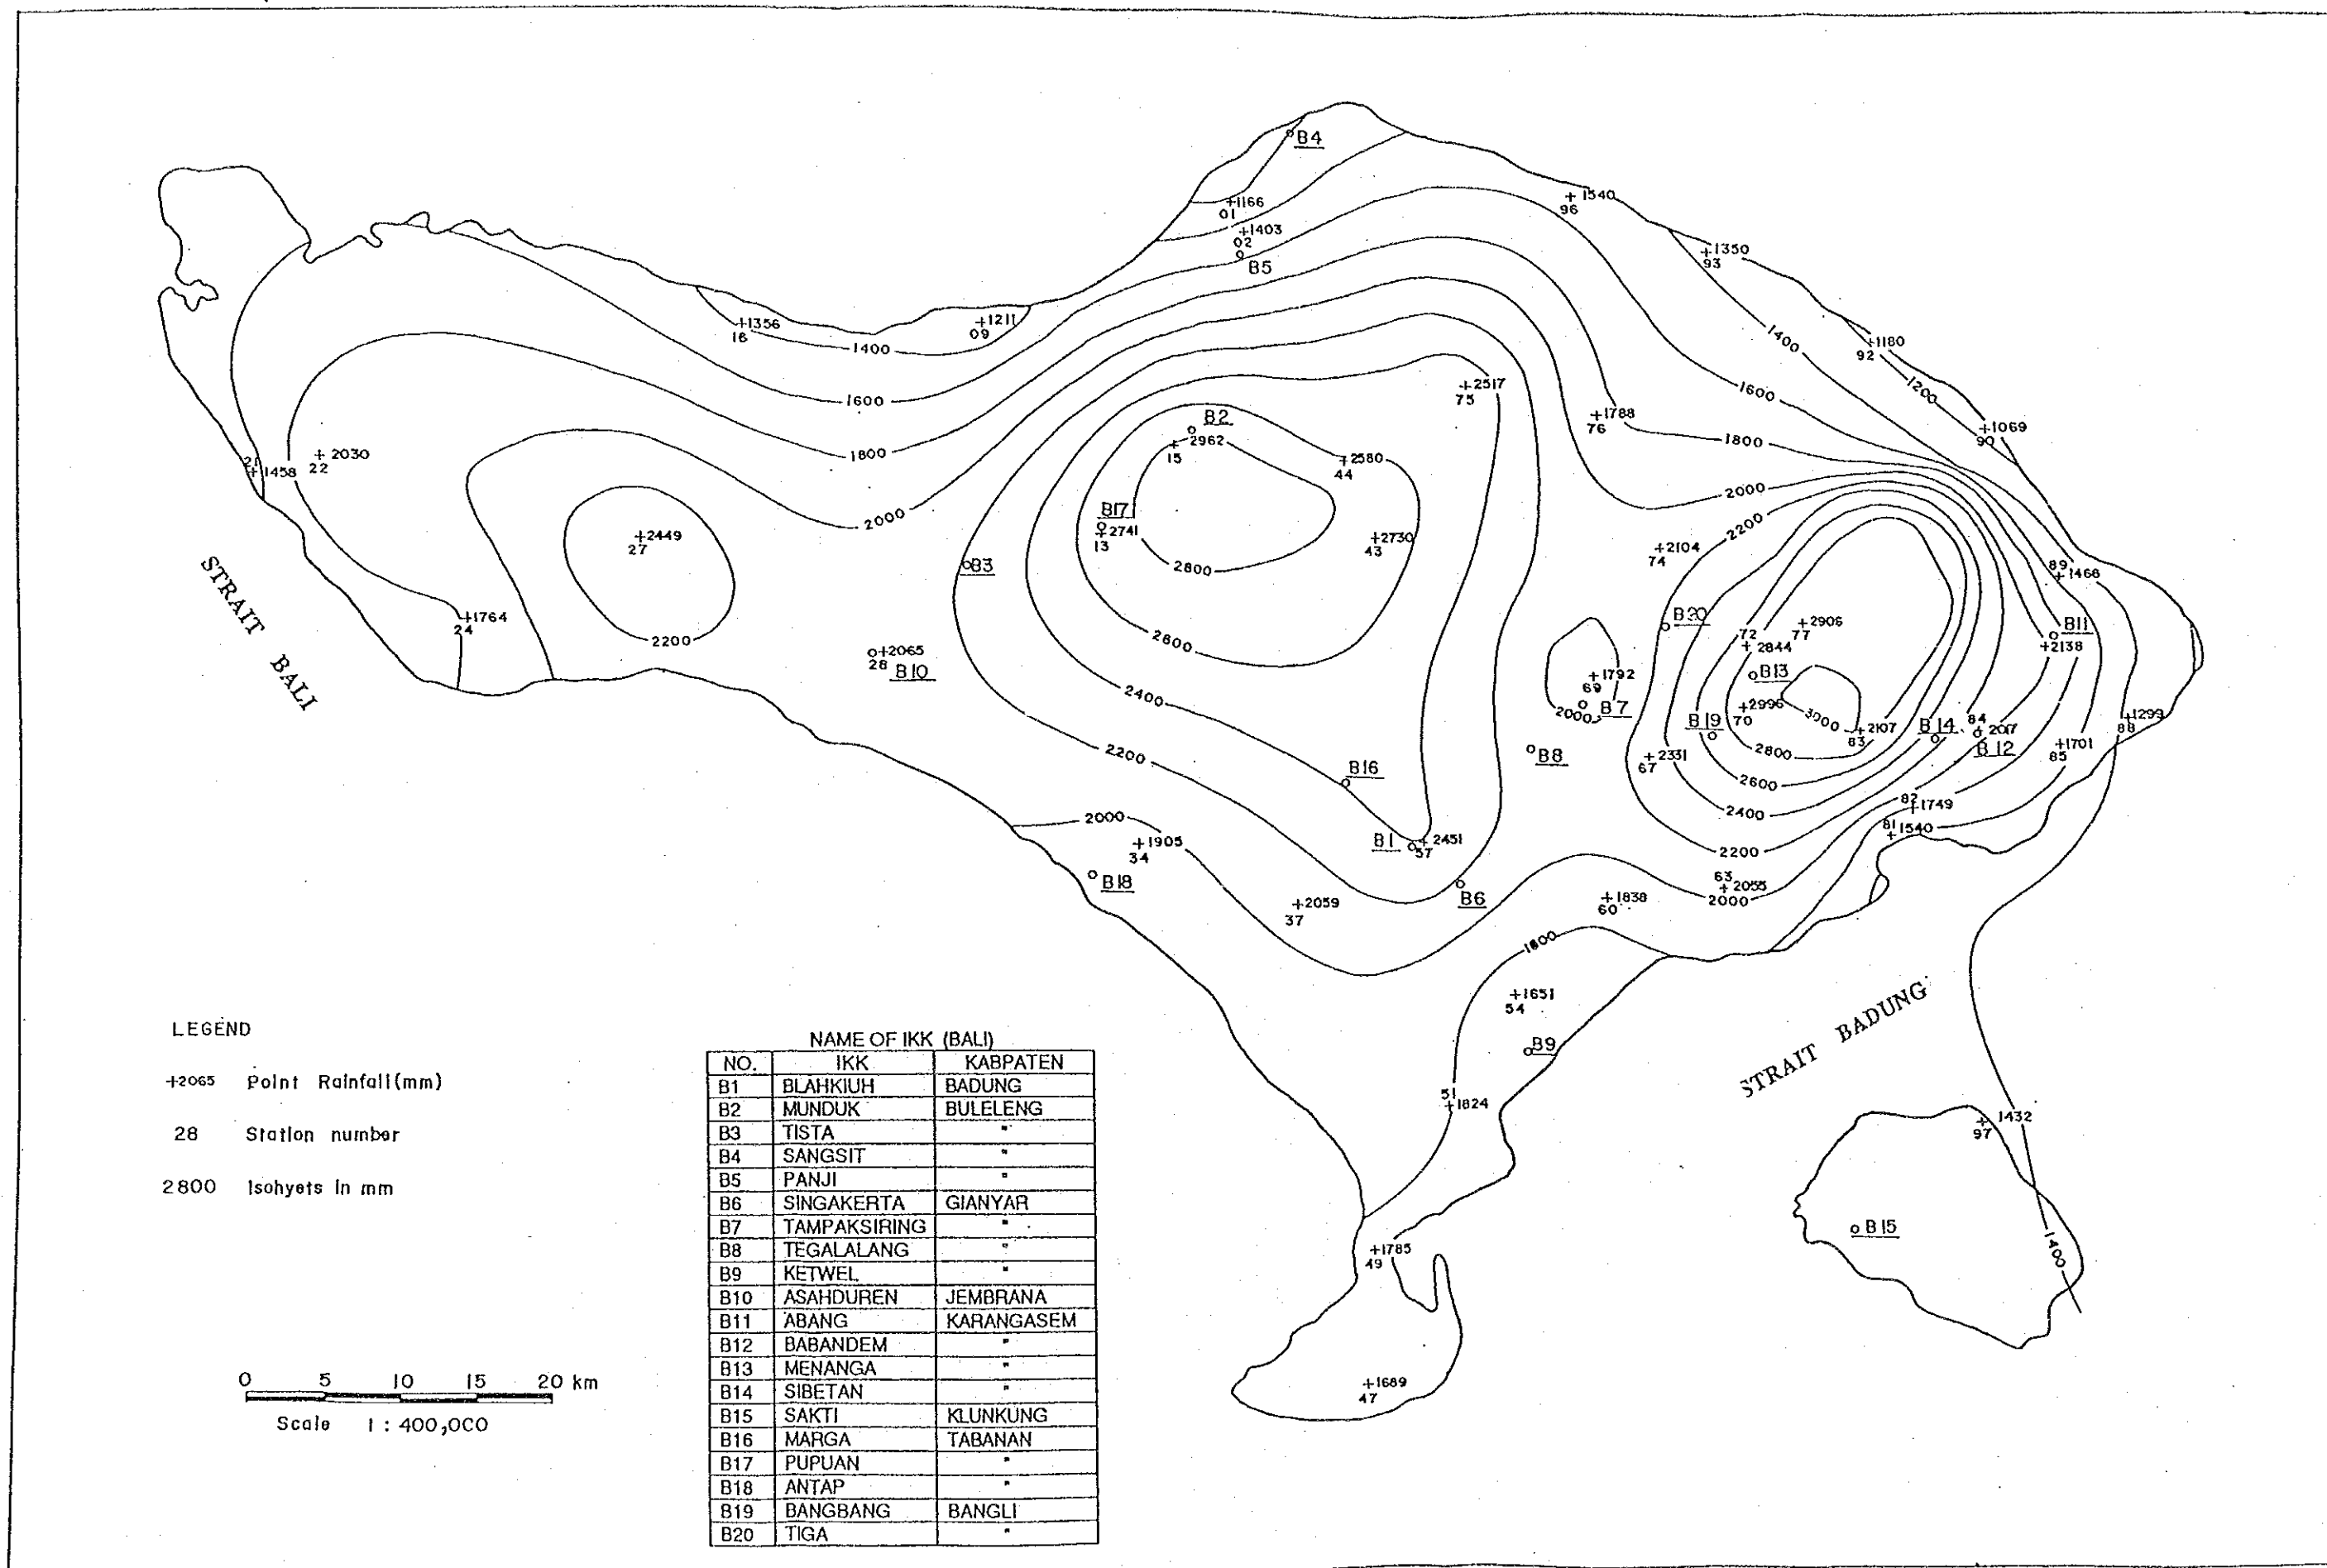 B4
+1166
01
+1403
02
B5
+1540
96
+1350
93
+1356
16
+1211
09
1400
1400
+1180
92
1200
1600
1600
+2517
75
+1788
76
+1069
90
B2
+2962
15
1800
1800
+2580
44
21
+1458
+2030
22
2000
2000
B17
+2741
13
+2730
43
2200
+2449
27
2800
+2104
74
B3
89
+1466
STRAIT BALI
+1764
24
2200
2600
B20
72
+2844
+2906
77
B11
+2138
+2065
28
B10
B13
+1792
69
2400
B7
2000
+2996
70
3000
B19
+2107
83
B14
84
+2017
B12
+1299
88
2200
B8
+2331
67
2800
+1701
85
B16
2600
2400
82
+1749
2000
+1905
34
B1
+2451
57
81
+1540
2200
B18
B6
+2059
37
+1838
60
63
+2055
2000
1800
+1651
54
B9
STRAIT BADUNG
51
+1824
1432
+
97
B15
1400
+1785
49
+1689
47
LEGEND
+2065 Point Rainfall(mm)
28 Station number
2800 Isohyets in mm
0 5 10 15 20 km
Scale 1 : 400,000
NAME OF IKK (BALI)
NO. IKK KABPATEN
B1 BLAHKIUH BADUNG
B2 MUNDUK BULELENG
B3 TISTA "
B4 SANGSIT "
B5 PANJI "
B6 SINGAKERTA GIANYAR
B7 TAMPAKSIRING "
B8 TEGALALANG "
B9 KETWEL "
B10 ASAHDUREN JEMBRANA
B11 ABANG KARANGASEM
B12 BABANDEM "
B13 MENANGA "
B14 SIBETAN "
B15 SAKTI KLUNKUNG
B16 MARGA TABANAN
B17 PUPUAN "
B18 ANTAP "
B19 BANGBANG BANGLI
B20 TIGA "